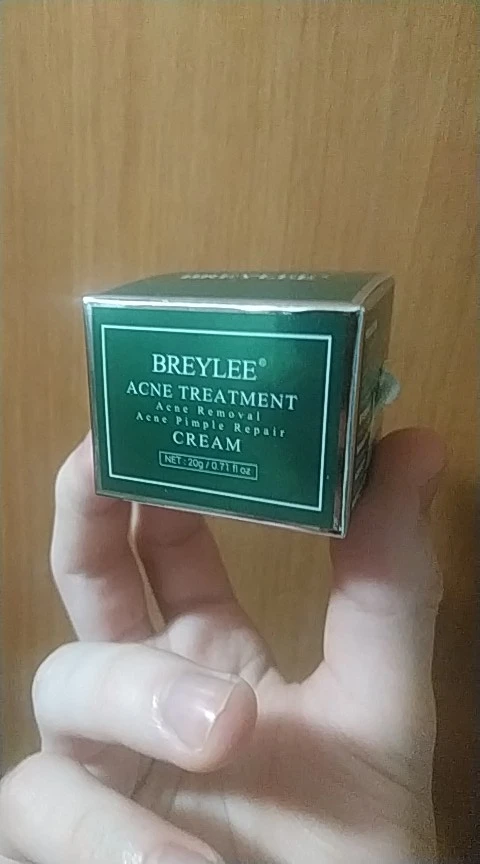 BREYLEE®
ACNE TREATMENT
Acne Removal
Acne Pimple Repair
CREAM
NET : 20g / 0.71 fl oz